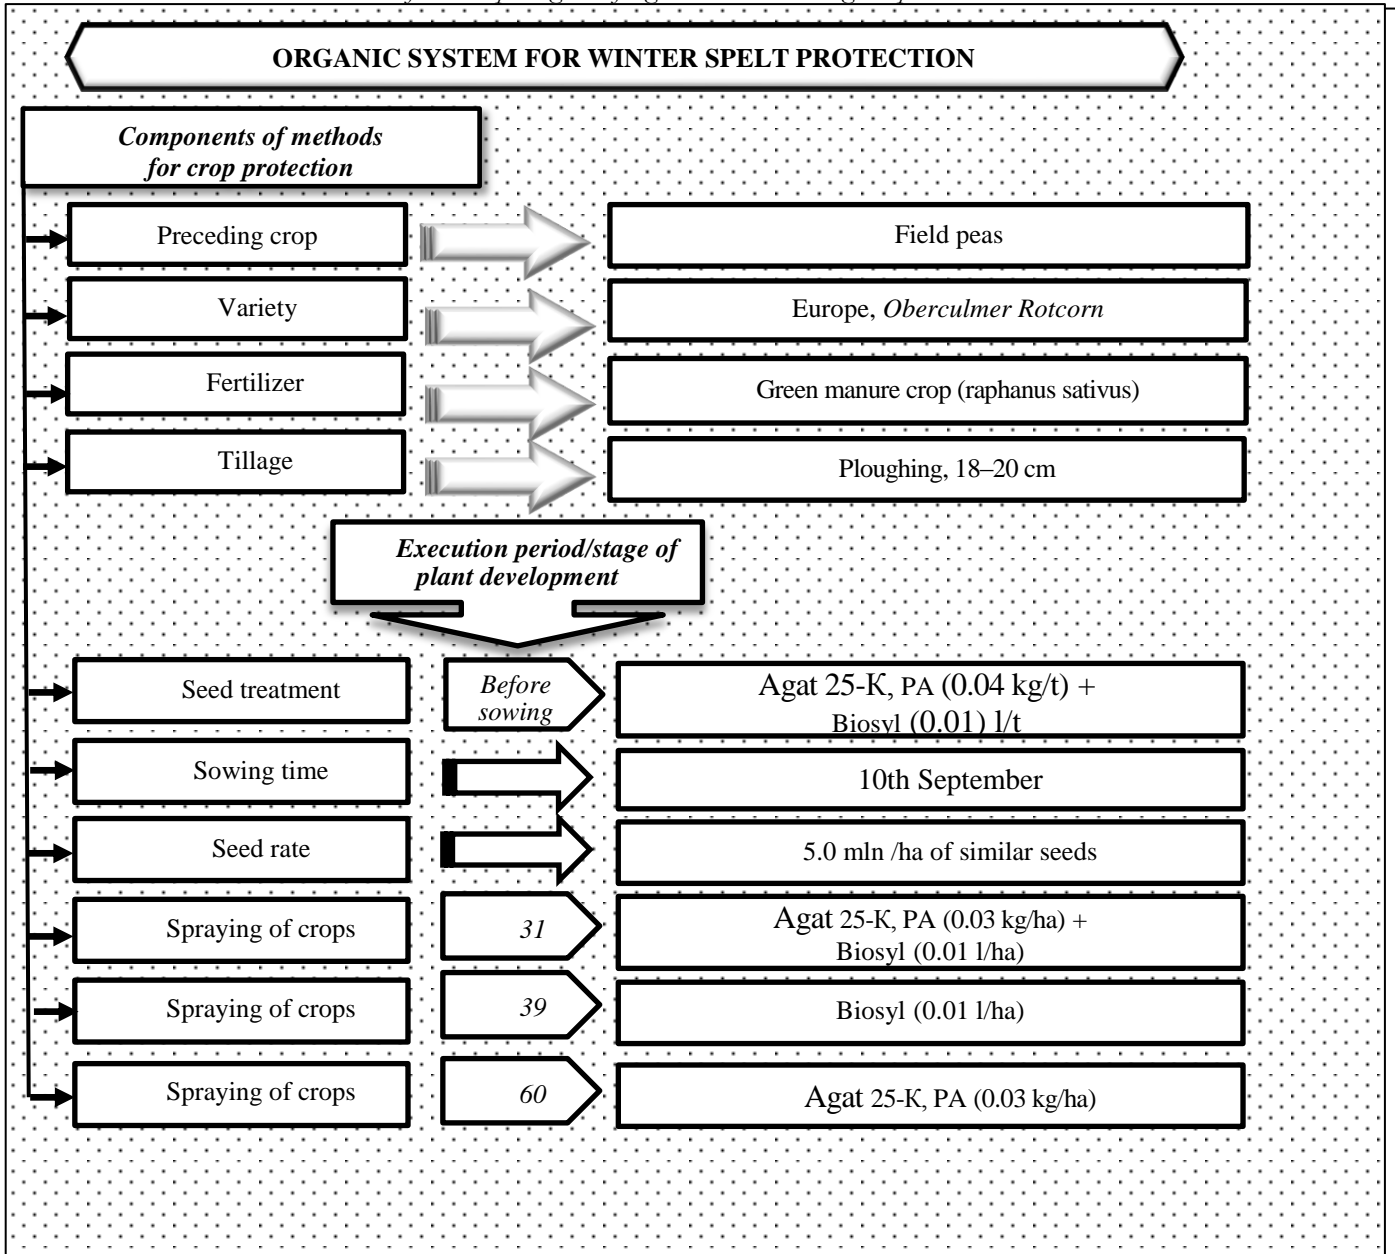 ORGANIC SYSTEM FOR WINTER SPELT PROTECTION
Components of methods
for crop protection
Preceding crop
Field peas
Variety
Europe, Oberculmer Rotcorn
Fertilizer
Green manure crop (raphanus sativus)
Tillage
Ploughing, 18–20 cm
Execution period/stage of
plant development
Seed treatment
Before
sowing
Agat 25-К, PA (0.04 kg/t) +
Biosyl (0.01) l/t
Sowing time
10th September
Seed rate
5.0 mln /ha of similar seeds
Spraying of crops
31
Agat 25-К, PA (0.03 kg/ha) +
Biosyl (0.01 l/ha)
Spraying of crops
39
Biosyl (0.01 l/ha)
Spraying of crops
60
Agat 25-К, PA (0.03 kg/ha)